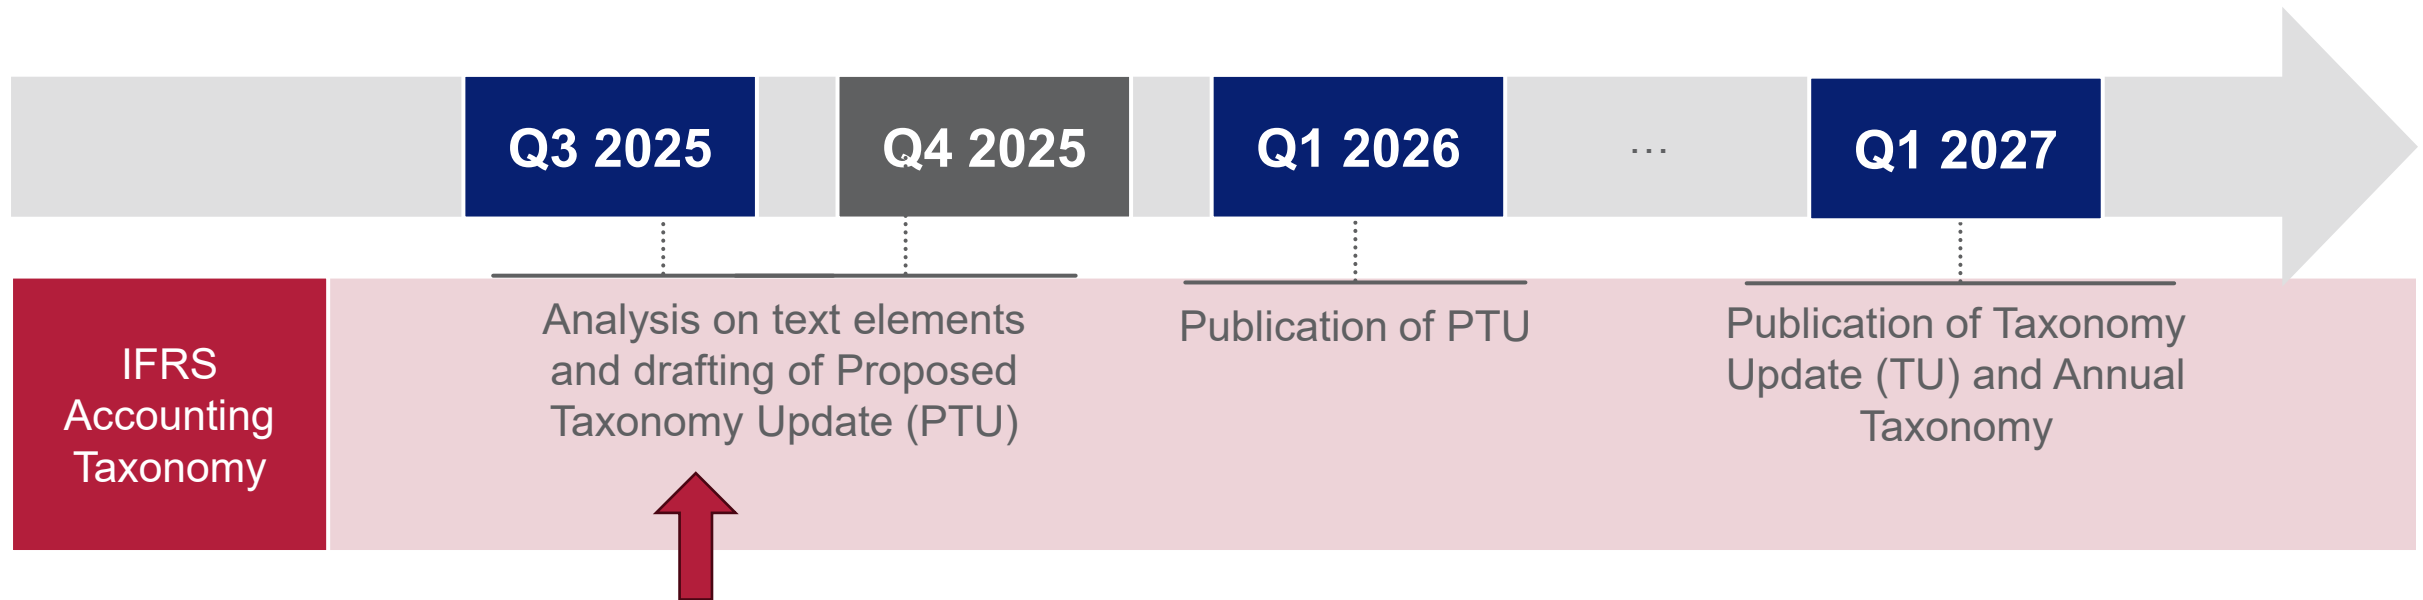 Q3 2025
Q4 2025
Q1 2026
...
Q1 2027
IFRS
Accounting
Taxonomy
Analysis on text elements
and drafting of Proposed
Taxonomy Update (PTU)
Publication of PTU
Publication of Taxonomy
Update (TU) and Annual
Taxonomy